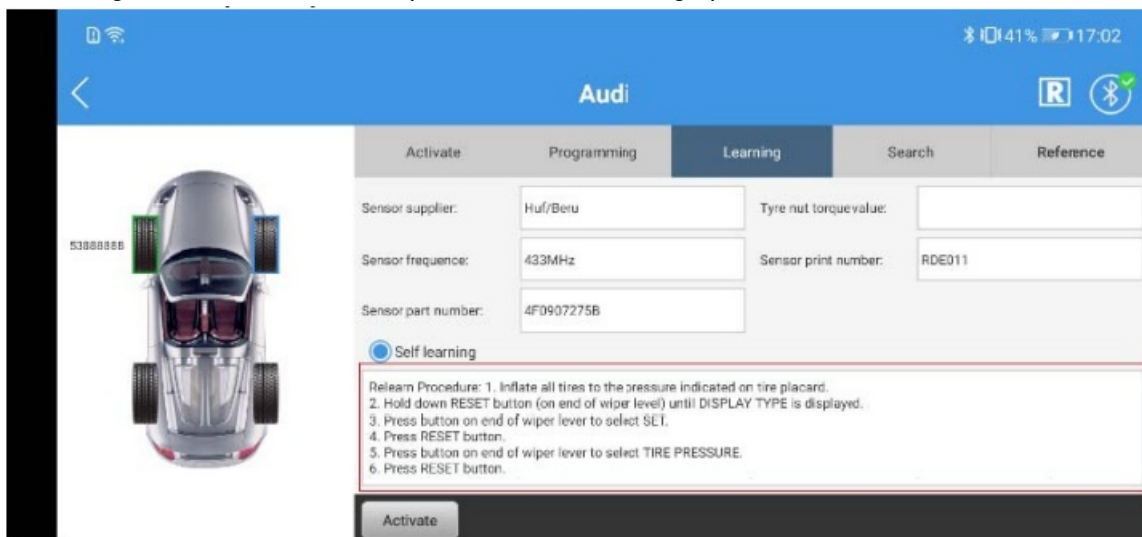 41% 17:02
Audi
R
Activate Programming Learning Search Reference
Sensor supplier: Huf/Beru Tyre nut torque value:
53888888
Sensor frequence: 433MHz Sensor print number: RDE011
Sensor part number: 4F0907275B
Self learning
Relearn Procedure: 1. Inflate all tires to the pressure indicated on tire placard.
2. Hold down RESET button (on end of wiper level) until DISPLAY TYPE is displayed.
3. Press button on end of wiper lever to select SET.
4. Press RESET button.
5. Press button on end of wiper lever to select TIRE PRESSURE.
6. Press RESET button.
Activate